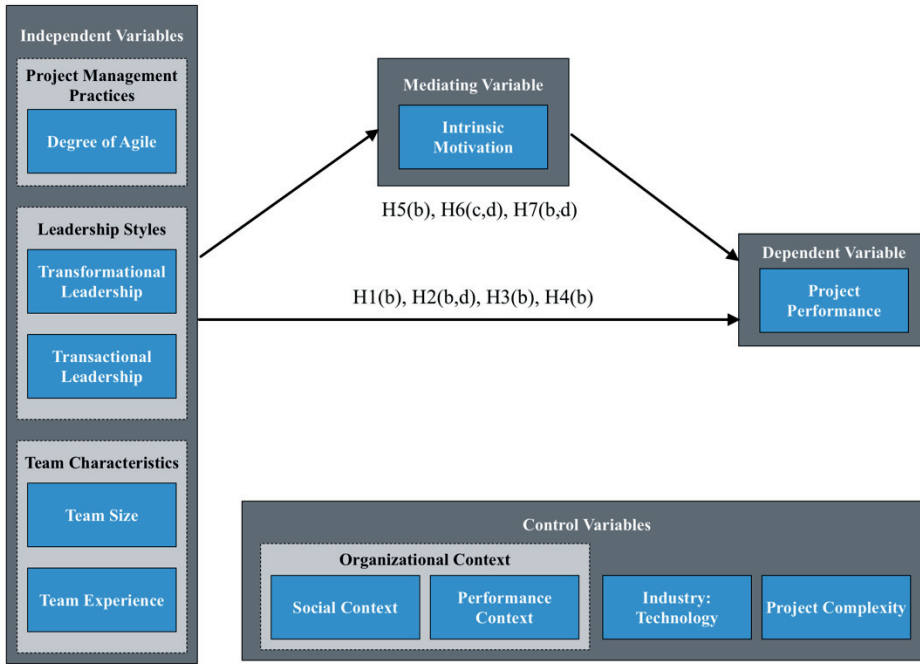 Independent Variables
Project Management
Practices
Degree of Agile
Leadership Styles
Transformational
Leadership
Transactional
Leadership
Team Characteristics
Team Size
Team Experience
Mediating Variable
Intrinsic
Motivation
H5(b), H6(c,d), H7(b,d)
H1(b), H2(b,d), H3(b), H4(b)
Dependent Variable
Project
Performance
Control Variables
Organizational Context
Social Context
Performance
Context
Industry:
Technology
Project Complexity